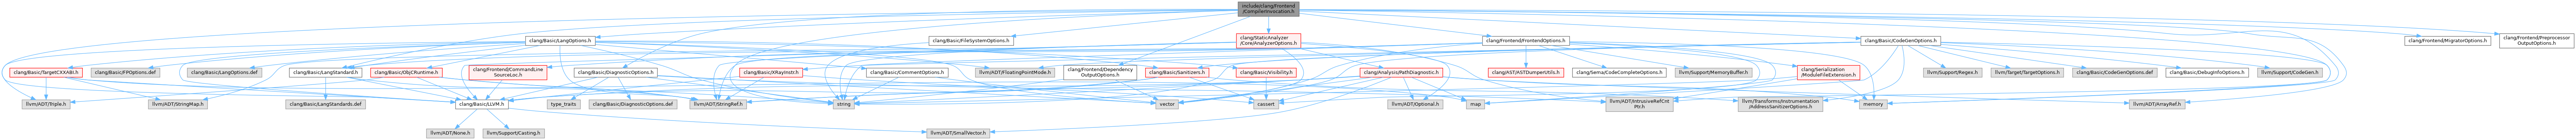 include/clang/Frontend
/CompilerInvocation.h
clang/Frontend/MigratorOptions.h
clang/Frontend/Preprocessor
OutputOptions.h
clang/Basic/LangOptions.h
clang/Basic/FileSystemOptions.h
clang/StaticAnalyzer
/Core/AnalyzerOptions.h
clang/Frontend/FrontendOptions.h
clang/Basic/CodeGenOptions.h
clang/Basic/TargetCXXABI.h
clang/Basic/FPOptions.def
clang/Basic/LangOptions.def
clang/Basic/LangStandard.h
clang/Basic/ObjCRuntime.h
clang/Frontend/CommandLine
SourceLoc.h
clang/Basic/DiagnosticOptions.h
clang/Basic/XRayInstr.h
clang/Basic/CommentOptions.h
llvm/ADT/FloatingPointMode.h
clang/Frontend/Dependency
OutputOptions.h
clang/Basic/Sanitizers.h
clang/Basic/Visibility.h
clang/Analysis/PathDiagnostic.h
clang/AST/ASTDumperUtils.h
clang/Sema/CodeCompleteOptions.h
llvm/Support/MemoryBuffer.h
clang/Serialization
/ModuleFileExtension.h
llvm/Support/Regex.h
llvm/Target/TargetOptions.h
clang/Basic/CodeGenOptions.def
clang/Basic/DebugInfoOptions.h
llvm/Support/CodeGen.h
llvm/ADT/Triple.h
llvm/ADT/StringMap.h
clang/Basic/LangStandards.def
clang/Basic/LLVM.h
type_traits
clang/Basic/DiagnosticOptions.def
llvm/ADT/StringRef.h
string
vector
cassert
llvm/ADT/Optional.h
map
llvm/ADT/IntrusiveRefCnt
Ptr.h
llvm/Transforms/Instrumentation
/AddressSanitizerOptions.h
memory
llvm/ADT/ArrayRef.h
llvm/ADT/None.h
llvm/Support/Casting.h
llvm/ADT/SmallVector.h